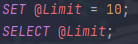 SET @Limit = 10;
SELECT @Limit;